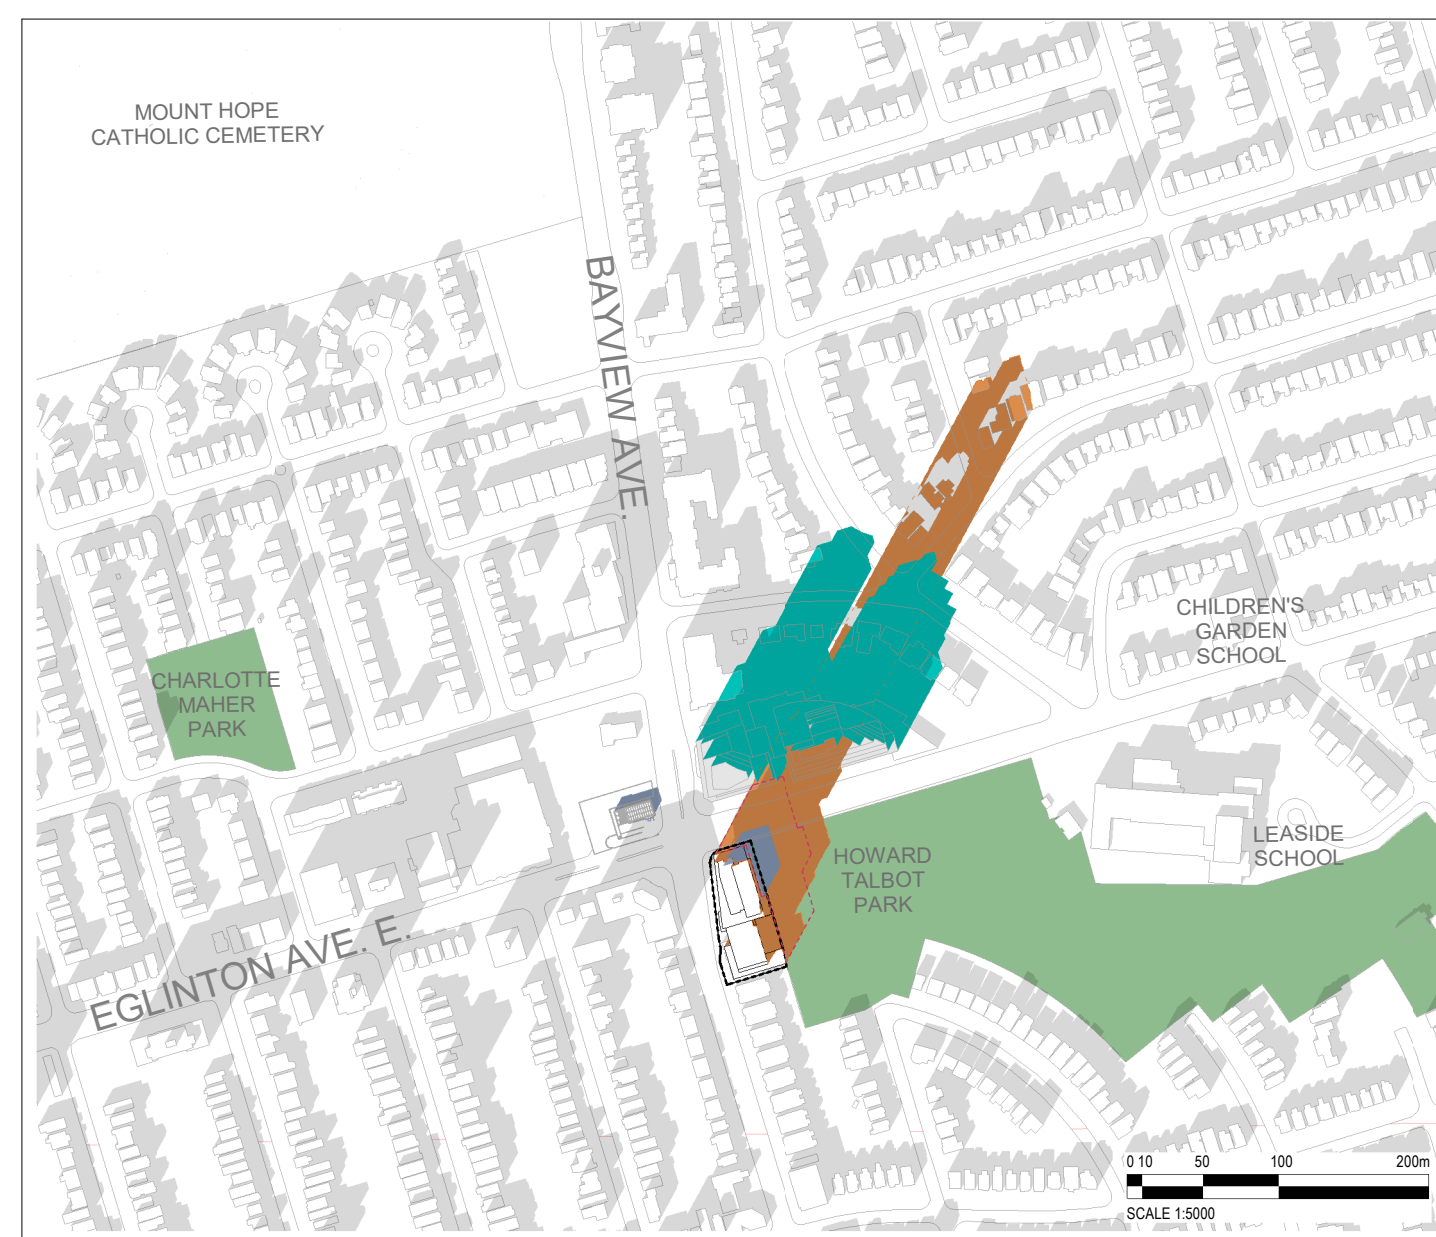 MOUNT HOPE
CATHOLIC CEMETERY
BAYVIEW AVE.
CHILDREN'S
GARDEN
SCHOOL
CHARLOTTE
MAHER
PARK
LEASIDE
SCHOOL
HOWARD
TALBOT
PARK
EGLINTON AVE. E.
0 10 50 100 200m
SCALE 1:5000